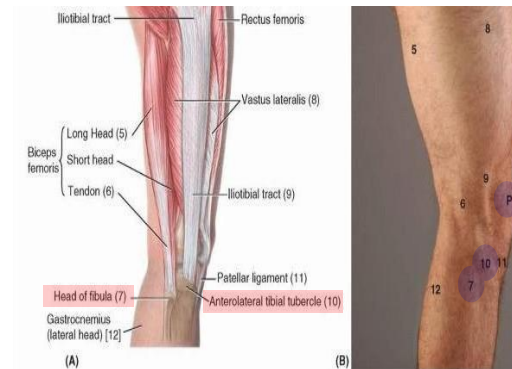 Iliotibial tract
Rectus femoris
Vastus lateralis (8)
Long Head (5)
Biceps
femoris
Short head
Tendon (6)
Iliotibial tract (9)
Patellar ligament (11)
Head of fibula (7)
Anterolateral tibial tubercle (10)
Gastrocnemius
(lateral head) [12]
(A)
(B)
8
5
9
6
P
10
11
7
12